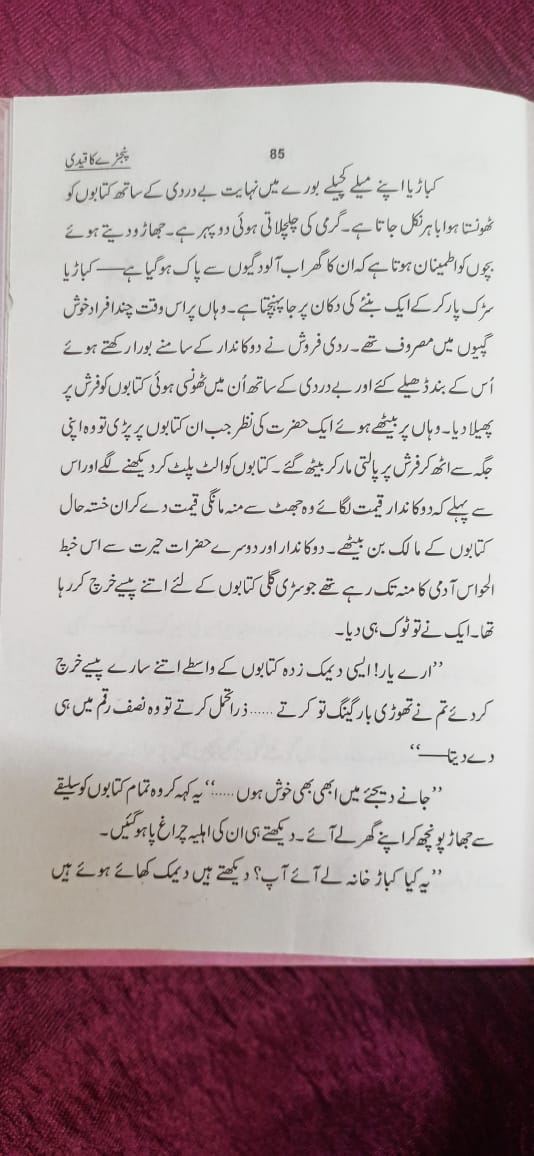 پنجرے کا قیدی
85
کباڑیا اپنے میلے کچیلے بورے میں نہایت بے دردی کے ساتھ کتابوں کو
ٹھونستا ہوا باہر نکل جاتا ہے۔ گرمی کی چلچلاتی ہوئی دوپہر ہے۔ جھاڑو دیتے ہوئے
بچوں کو اطمینان ہوتا ہے کہ ان کا گھر اب آلودگیوں سے پاک ہوگیا ہے — کباڑیا
سڑک پار کرکے ایک بنئے کی دکان پر جا پہنچتا ہے۔ وہاں پر اس وقت چند افراد خوش
گپیوں میں مصروف تھے۔ ردی فروش نے دوکاندار کے سامنے بورا رکھتے ہوئے
اُس کے بند ڈھیلے کئے اور بے دردی کے ساتھ اُن میں ٹھونسی ہوئی کتابوں کو فرش پر
پھیلا دیا۔ وہاں پر بیٹھے ہوئے ایک حضرت کی نظر جب ان کتابوں پر پڑی تو وہ اپنی
جگہ سے اٹھ کر فرش پر پالتی مار کر بیٹھ گئے۔ کتابوں کو الٹ پلٹ کر دیکھنے لگے اور اس
سے پہلے کہ دوکاندار قیمت لگائے وہ جھٹ سے منہ مانگی قیمت دے کر ان خستہ حال
کتابوں کے مالک بن بیٹھے۔ دوکاندار اور دوسرے حضرات حیرت سے اس خبط
الحواس آدمی کا منہ تک رہے تھے جو سڑی گلی کتابوں کے لئے اتنے پیسے خرچ کر رہا
تھا۔ ایک نے تو ٹوک ہی دیا۔
”ارے یار! ایسی دیمک زدہ کتابوں کے واسطے اتنے سارے پیسے خرچ
کر دئے تم نے تھوڑی بارگینگ تو کرتے ...... ذرا تحمل کرتے تو وہ نصف رقم میں ہی
دے دیتا —“
”جانے دیجئے میں ابھی بھی خوش ہوں .....“ یہ کہہ کر وہ تمام کتابوں کو سلیقے
سے جھاڑ پونچھ کر اپنے گھر لے آئے۔ دیکھتے ہی ان کی اہلیہ چراغ پا ہوگئیں۔
”یہ کیا کباڑ خانہ لے آئے آپ؟ دیکھتے ہیں دیمک کھائے ہوئے ہیں